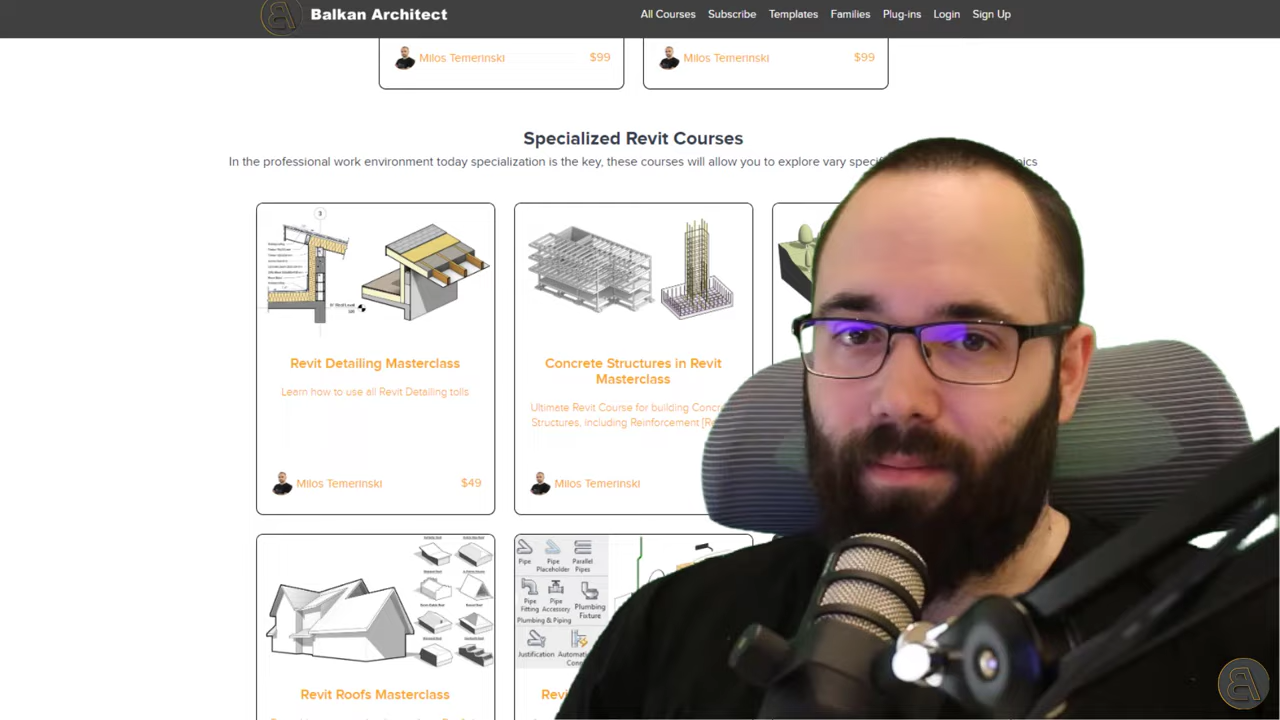 Balkan Architect
All Courses Subscribe Templates Families Plug-ins Login Sign Up
Milos Temerinski $99
Milos Temerinski $99
Specialized Revit Courses
In the professional work environment today specialization is the key, these courses will allow you to explore vary
3
Revit Detailing Masterclass
Learn how to use all Revit Detailing tolls
Milos Temerinski $49
Concrete Structures in Revit
Masterclass
Ultimate Revit Course for building
Structures, including Reinforcement
Milos Temerinski
Revit Roofs Masterclass
Pipe
Pipe
Placeholder
Parallel
Pipes
Pipe
Fitting
Pipe
Accessory
Plumbing
Fixture
Plumbing & Piping
Justification